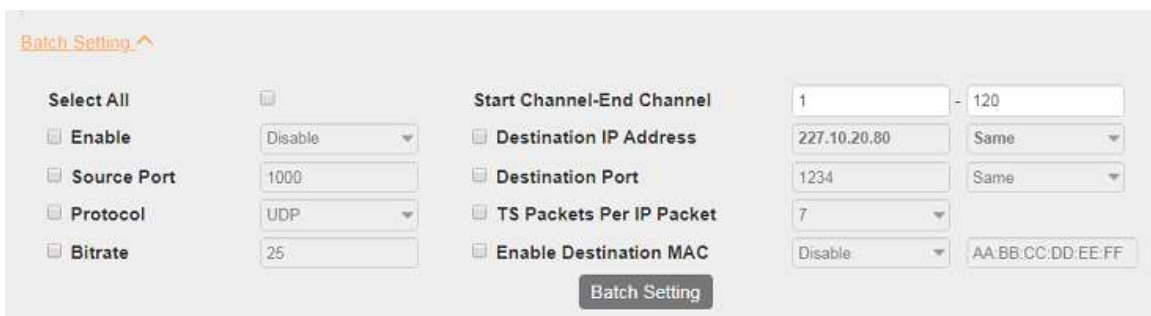 Batch Setting
Select All Start Channel-End Channel 1 - 120
Enable Disable Destination IP Address 227.10.20.80 Same
Source Port 1000 Destination Port 1234 Same
Protocol UDP TS Packets Per IP Packet 7
Bitrate 25 Enable Destination MAC Disable AA:BB:CC:DD:EE:FF
Batch Setting